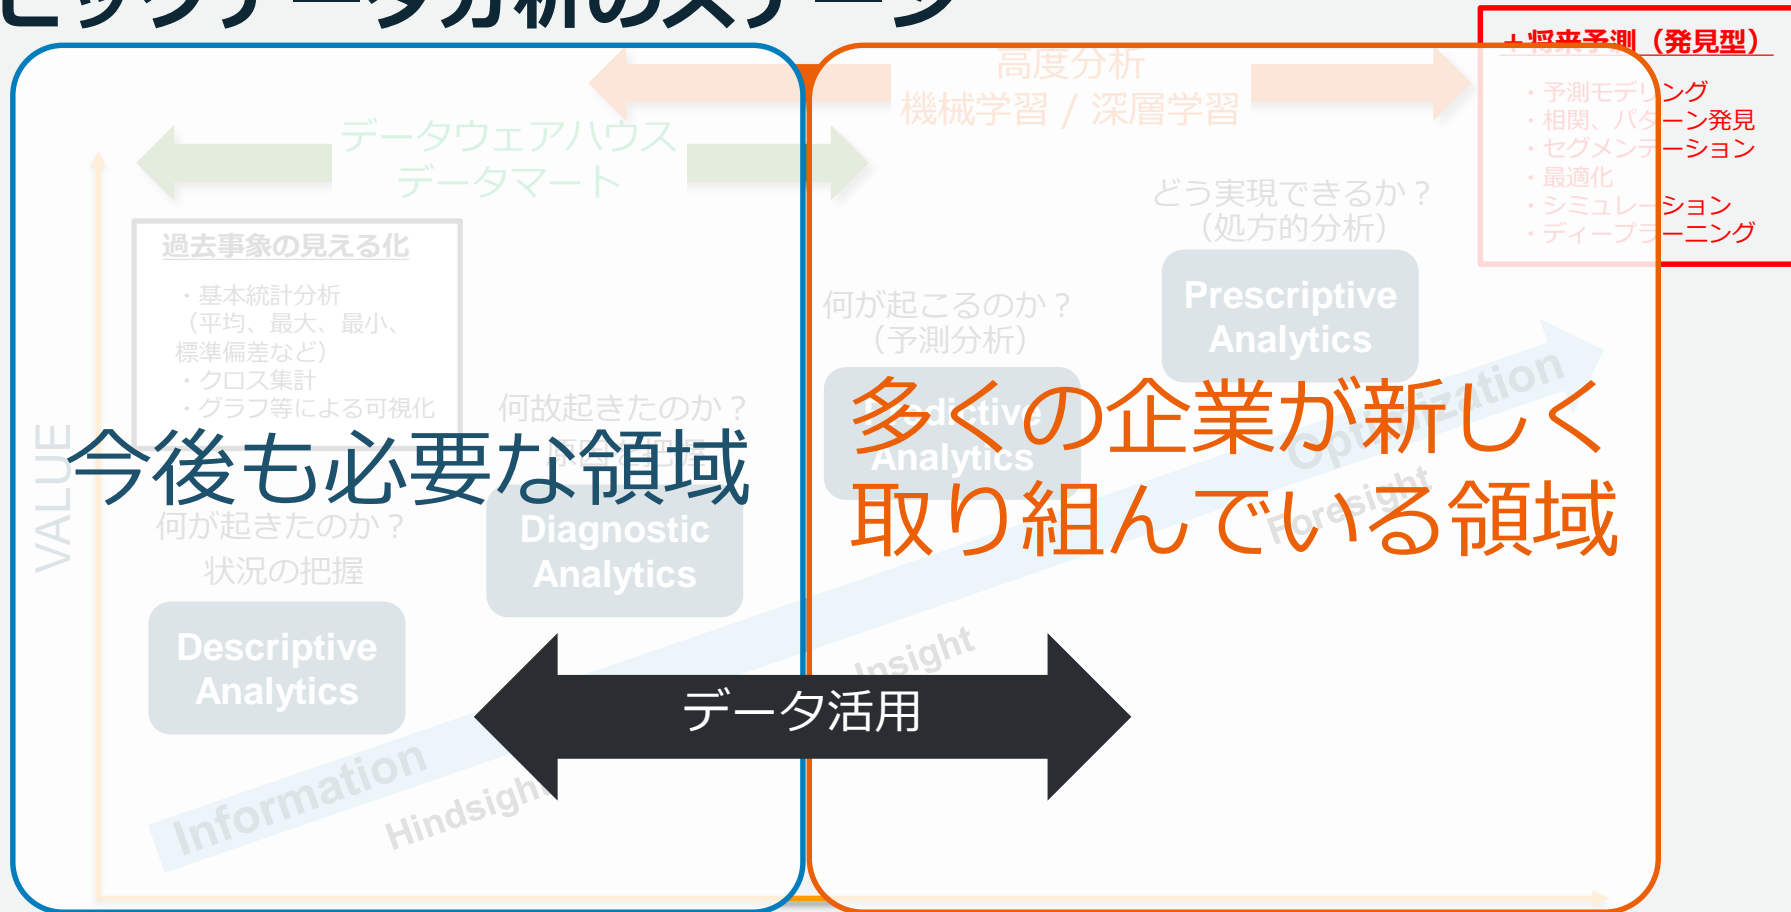 ビッグデータ分析のステージ
+将来予測（発見型）
・予測モデリング
・相関、パターン発見
・セグメンテーション
・最適化
・シミュレーション
・ディープラーニング
高度分析
機械学習 / 深層学習
データウェアハウス
データマート
どう実現できるか？
（処方的分析）
Prescriptive
Analytics
過去事象の見える化
・基本統計分析
（平均、最大、最小、
標準偏差など）
・クロス集計
・グラフ等による可視化
何が起こるのか？
（予測分析）
Predictive
Analytics
何故起きたのか？
原因の把握
Diagnostic
Analytics
今後も必要な領域
多くの企業が新しく
取り組んでいる領域
VALUE
何が起きたのか？
状況の把握
Descriptive
Analytics
Optimization
Foresight
Insight
データ活用
Information
Hindsight